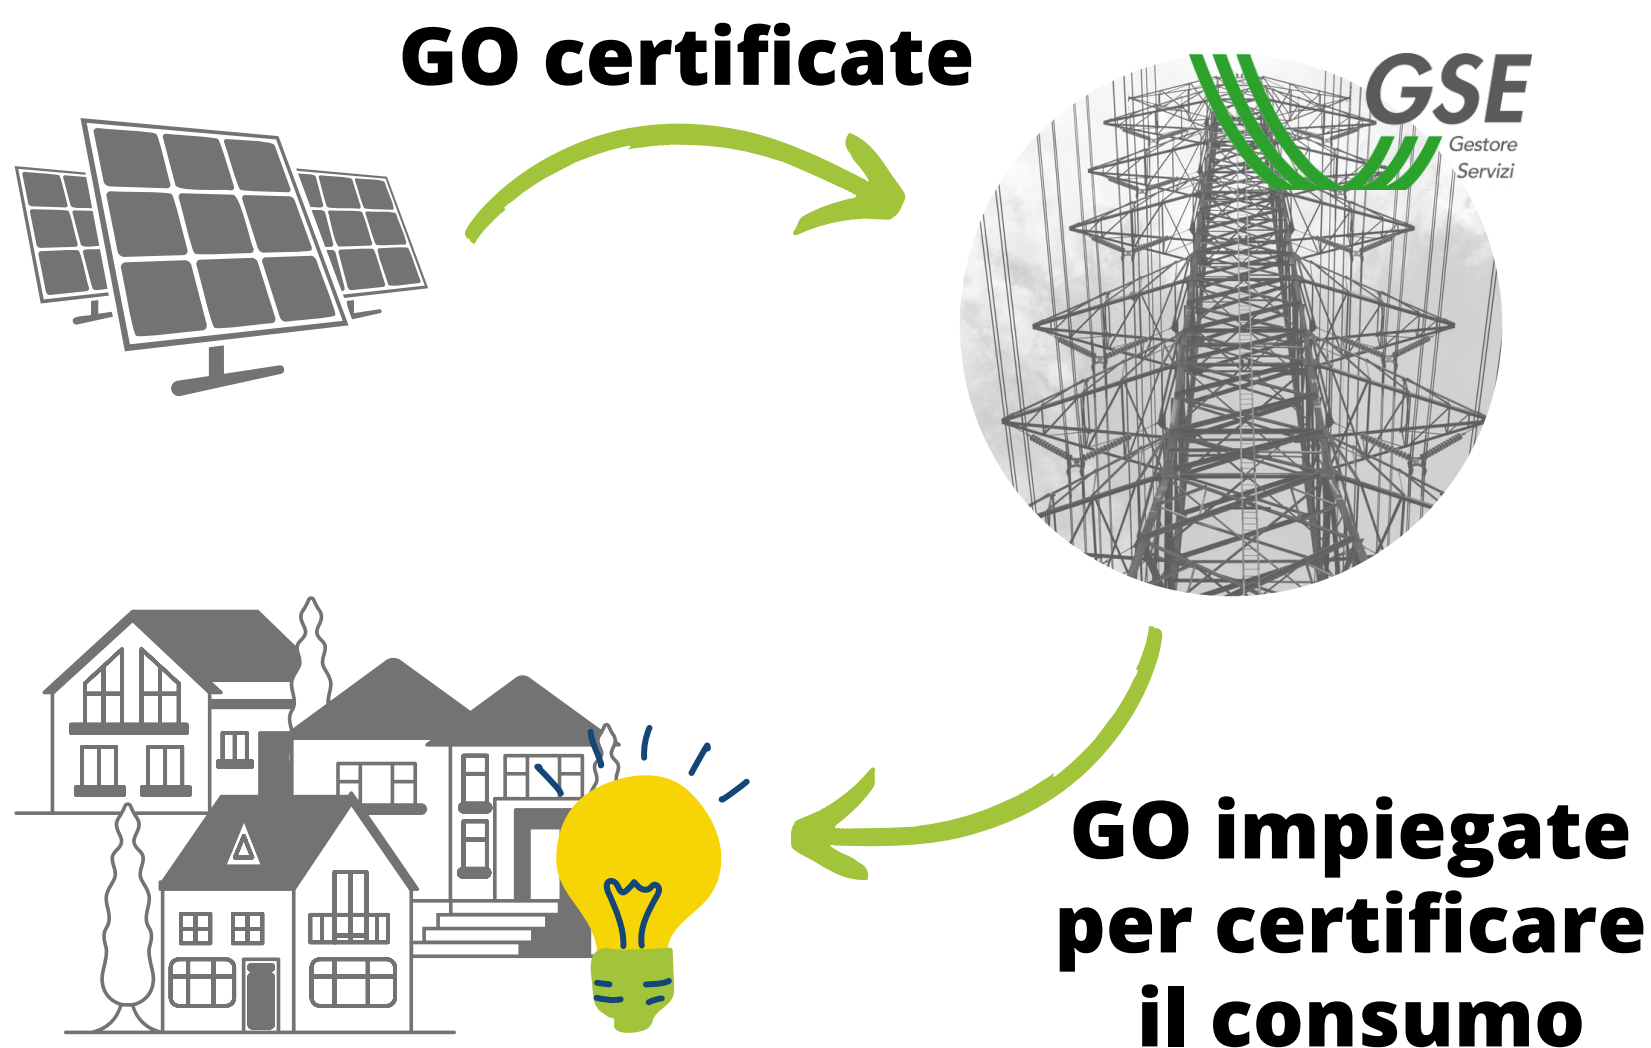 GO certificate
GSE
Gestore
Servizi
GO impiegate
per certificare
il consumo